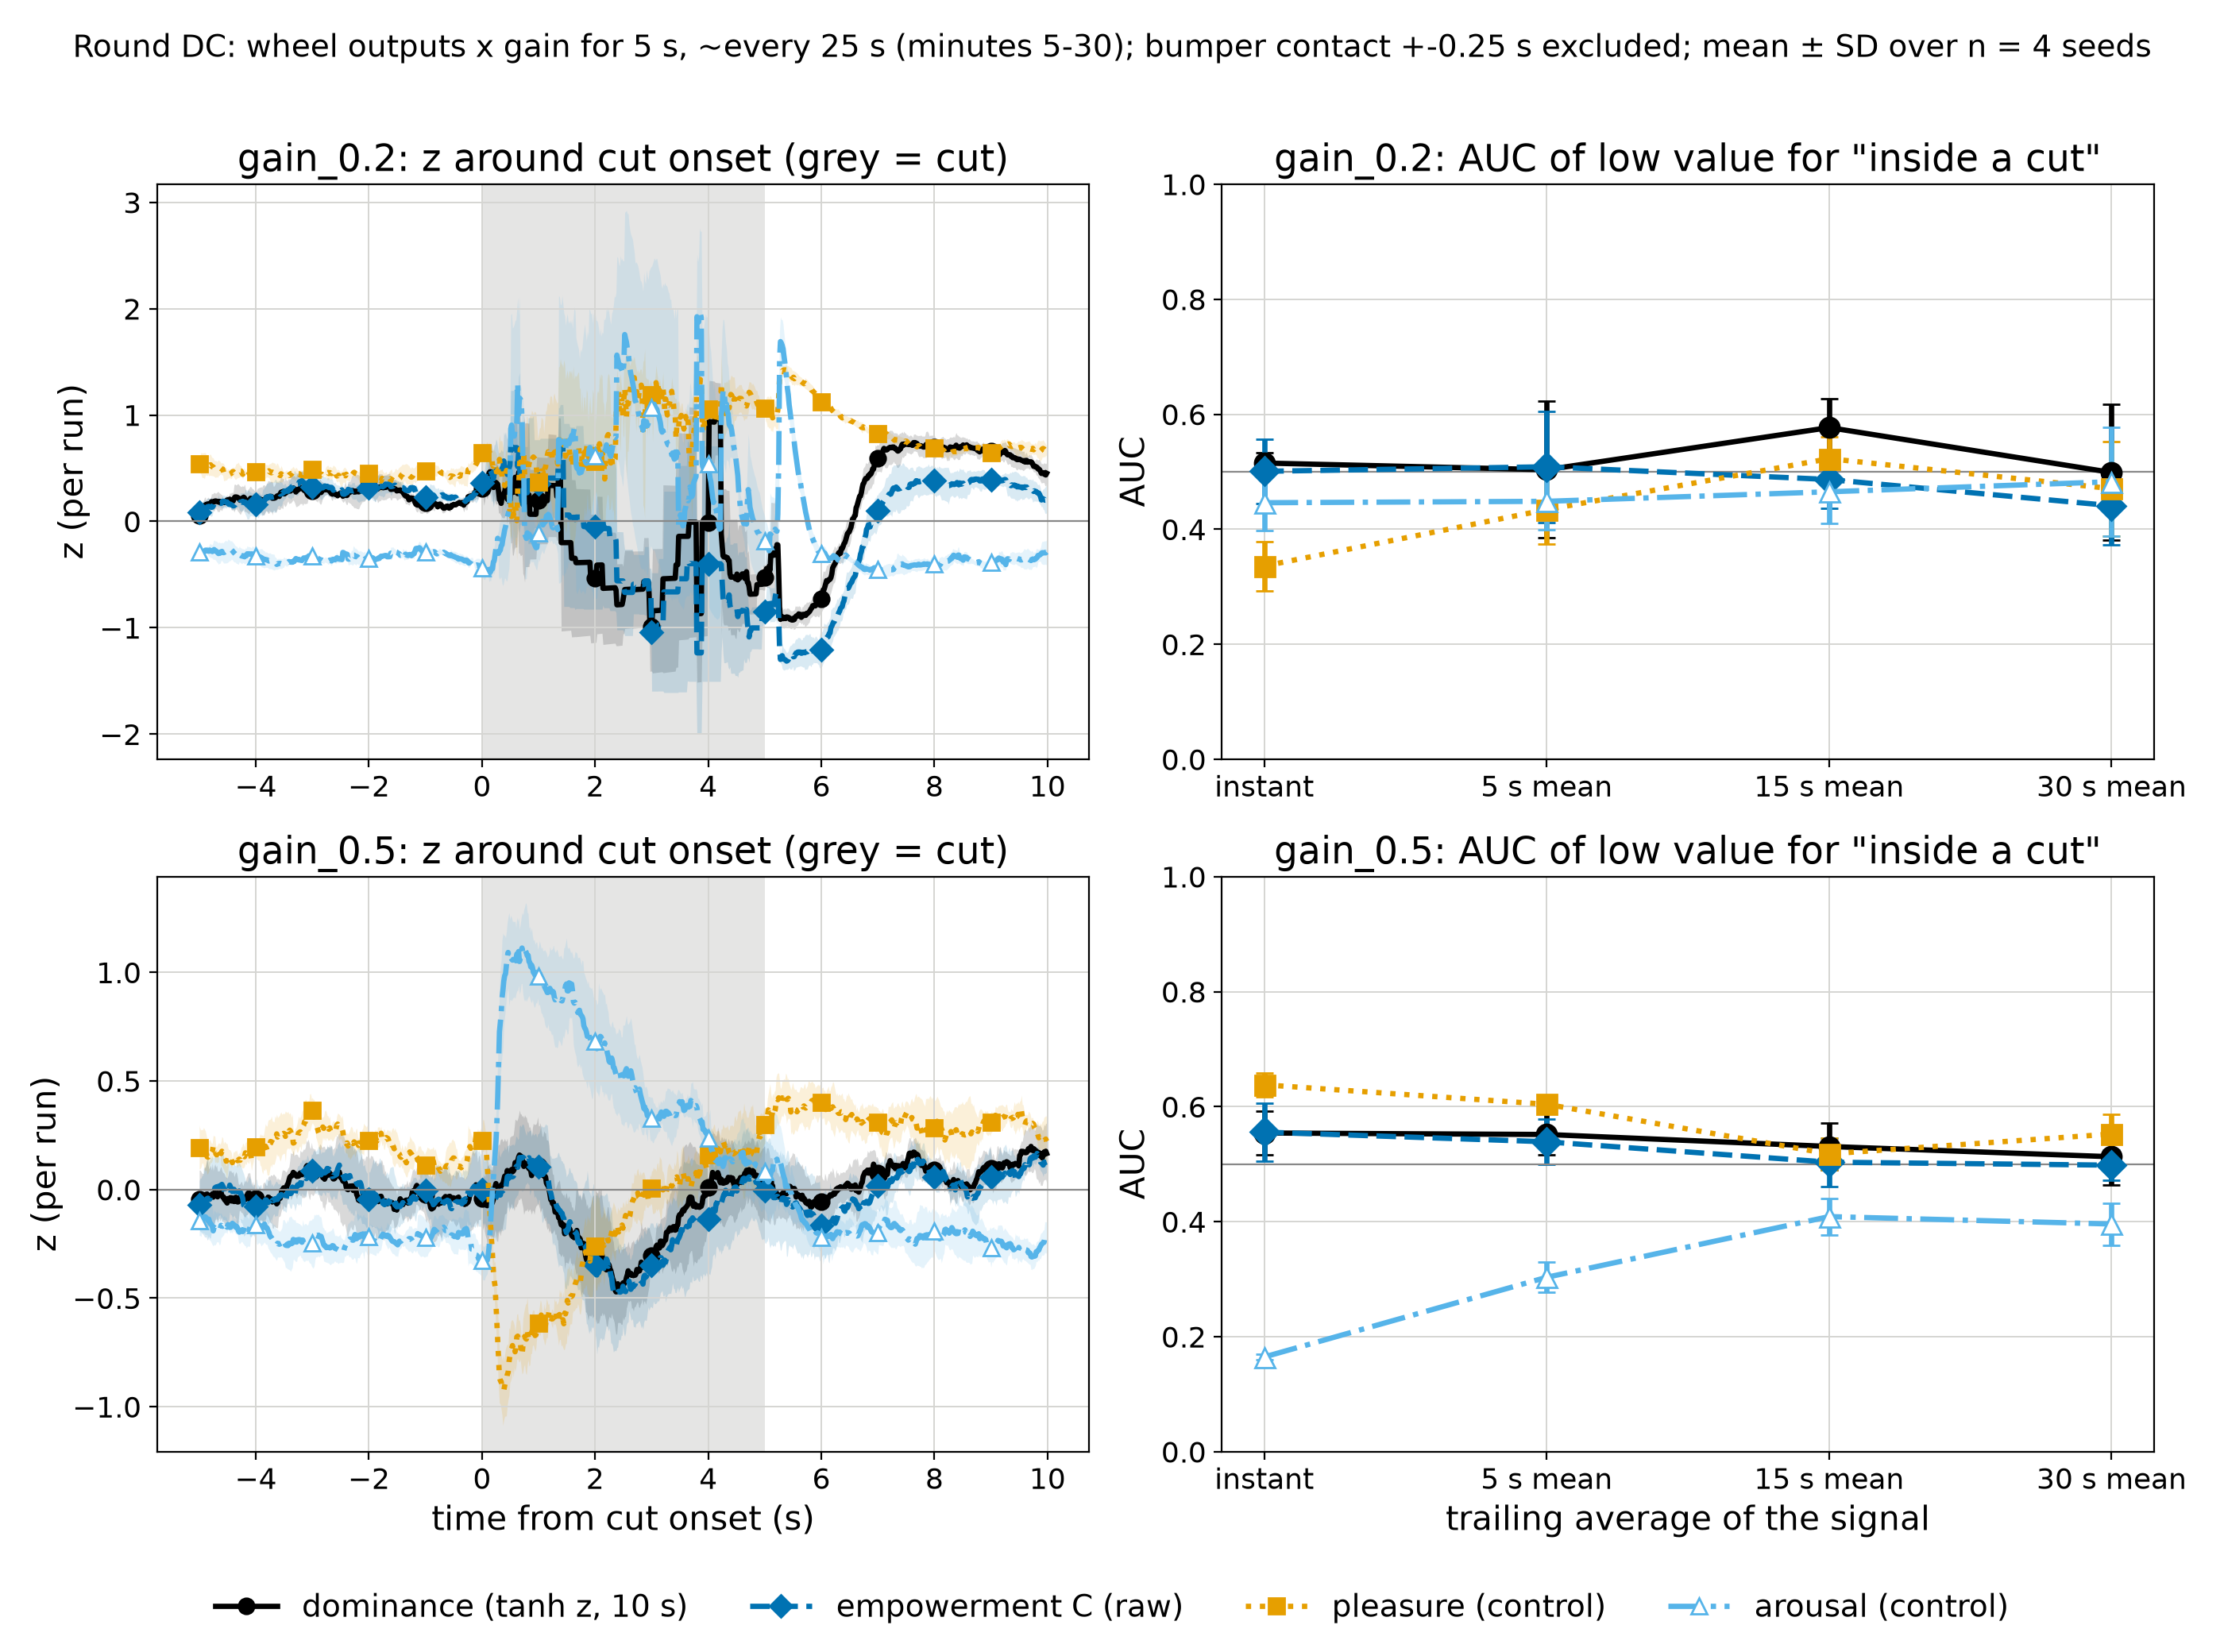 Round DC: wheel outputs x gain for 5 s, ~every 25 s (minutes 5-30); bumper contact +-0.25 s excluded; mean ± SD over n = 4 seeds
gain_0.2: z around cut onset (grey = cut)
z (per run)
3
2
1
0
−1
−2
−4
−2
0
2
4
6
8
10
gain_0.2: AUC of low value for "inside a cut"
AUC
1.0
0.8
0.6
0.4
0.2
0.0
instant
5 s mean
15 s mean
30 s mean
gain_0.5: z around cut onset (grey = cut)
z (per run)
1.0
0.5
0.0
−0.5
−1.0
−4
−2
0
2
4
6
8
10
time from cut onset (s)
gain_0.5: AUC of low value for "inside a cut"
AUC
1.0
0.8
0.6
0.4
0.2
0.0
instant
5 s mean
15 s mean
30 s mean
trailing average of the signal
dominance (tanh z, 10 s)
empowerment C (raw)
pleasure (control)
arousal (control)